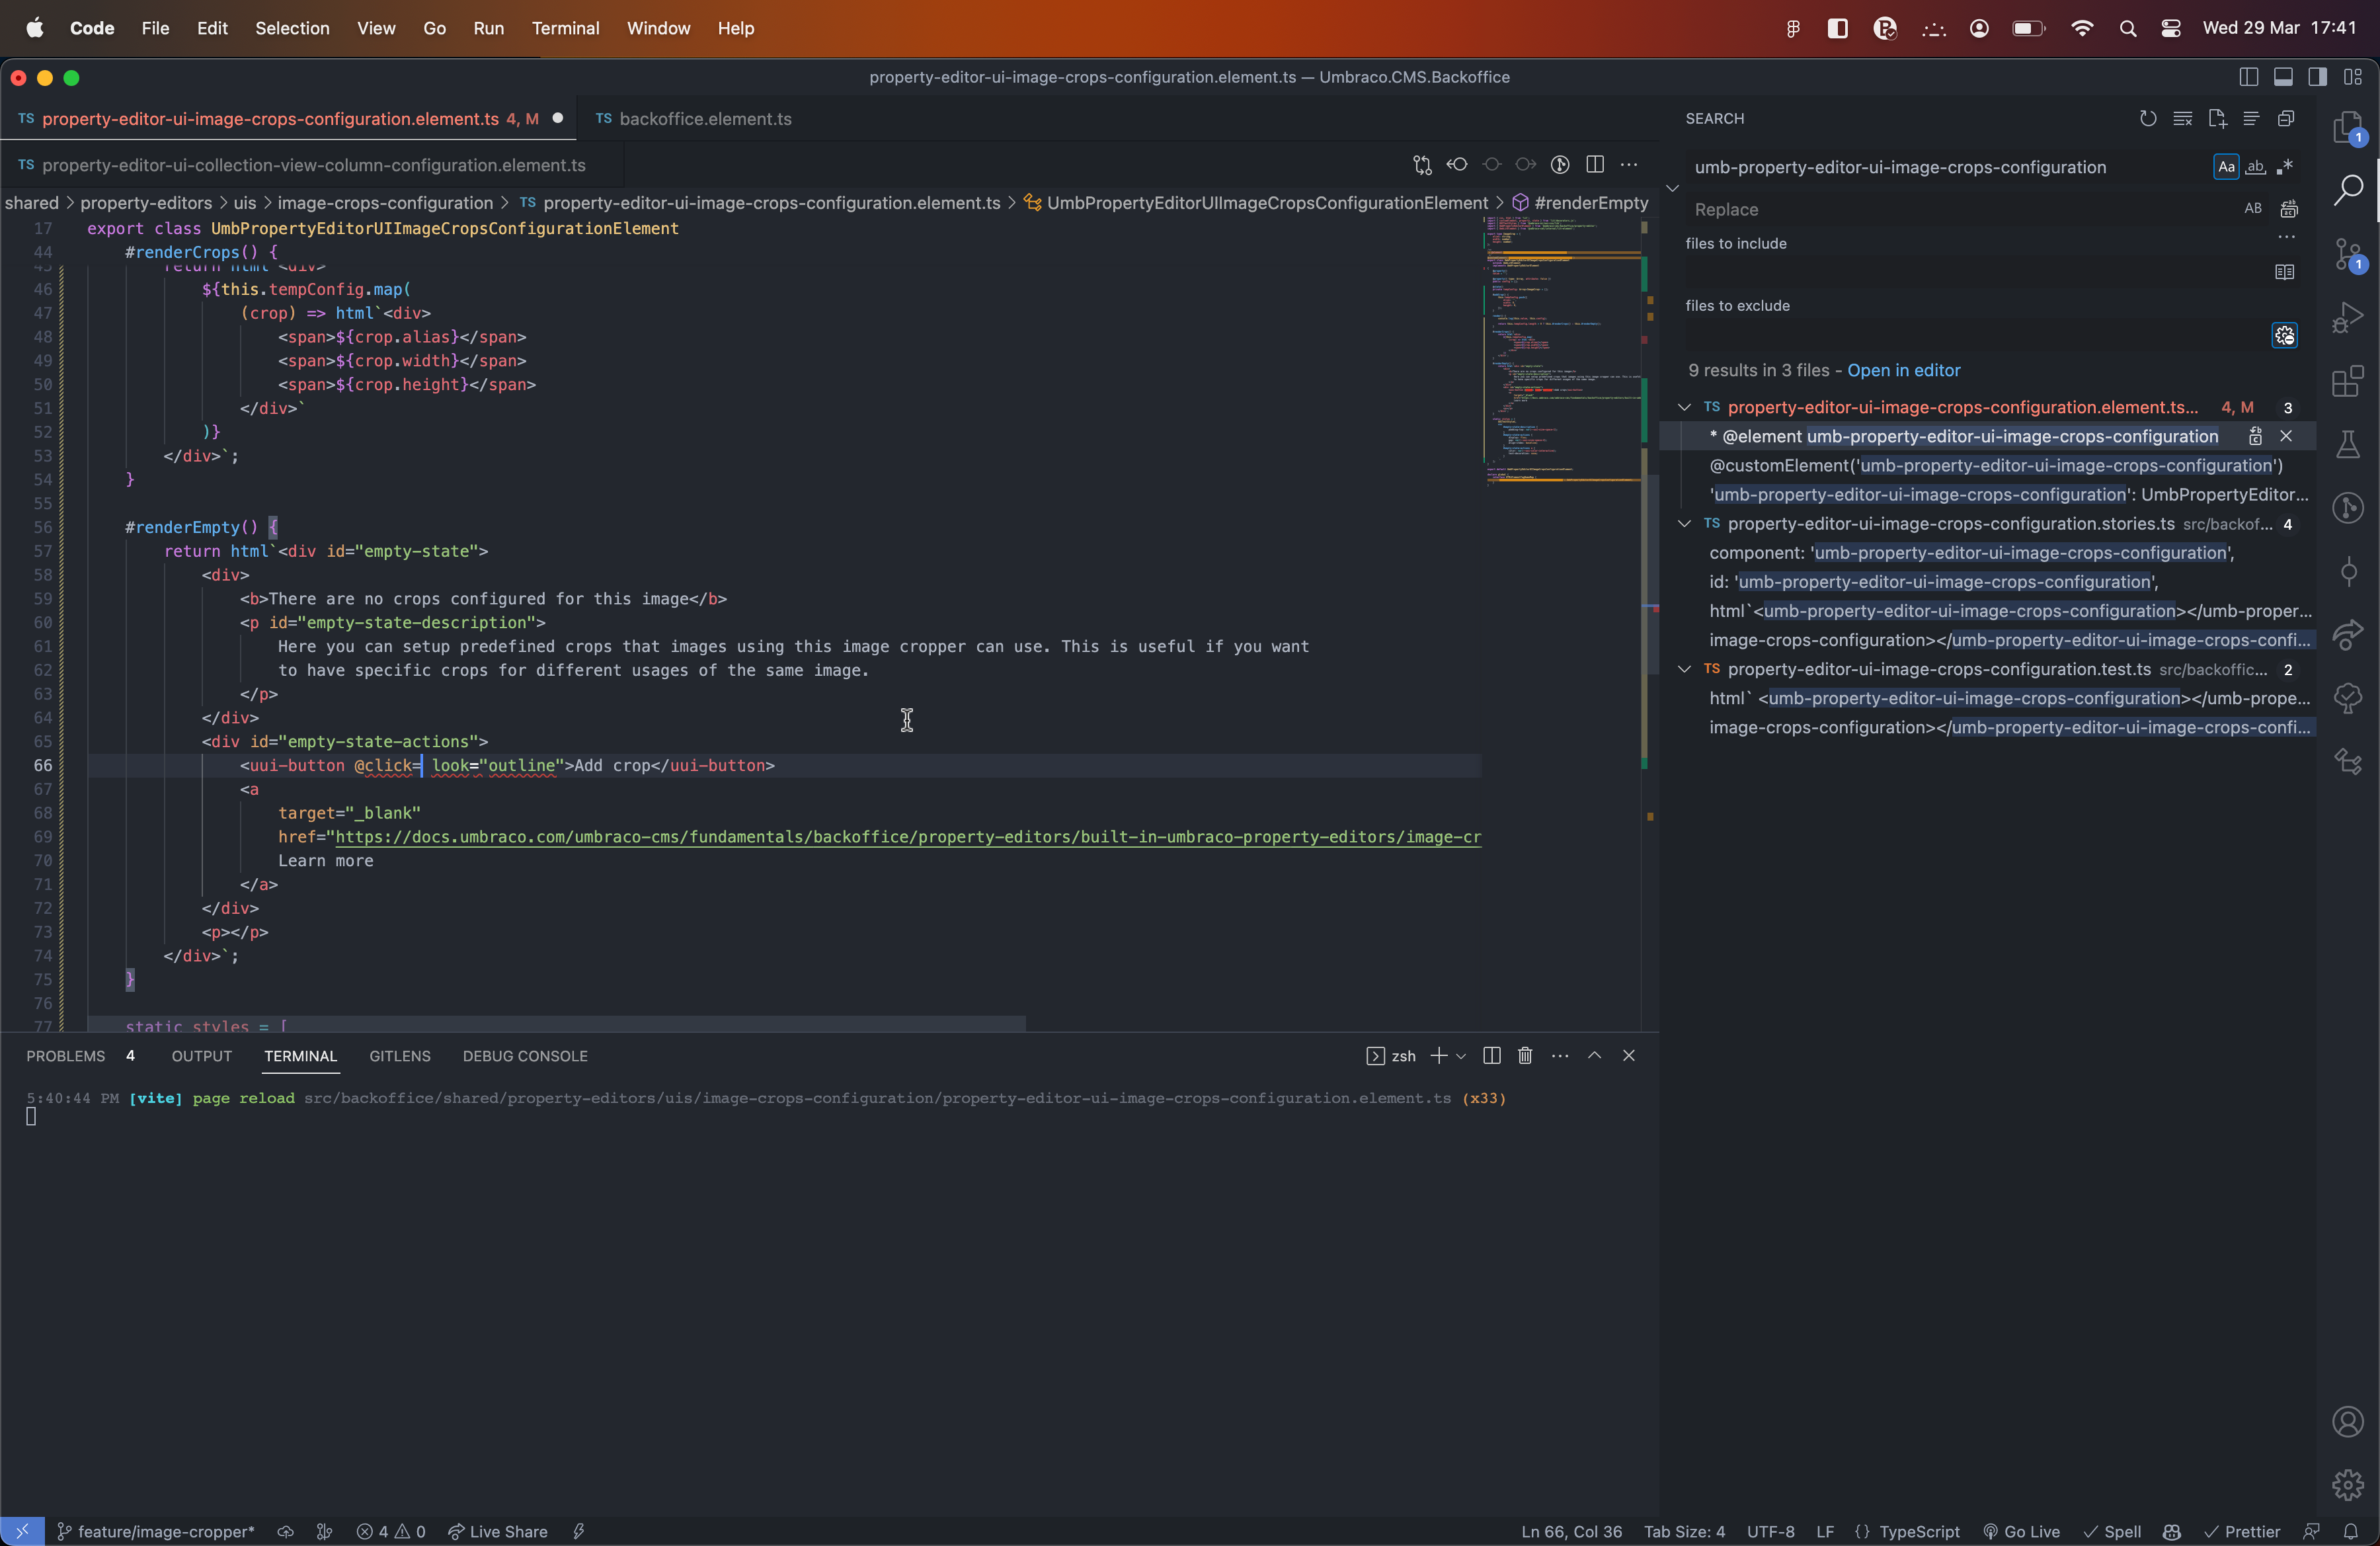 Code File Edit Selection View Go Run Terminal Window Help Wed 29 Mar 17:41
property-editor-ui-image-crops-configuration.element.ts — Umbraco.CMS.Backoffice
TS property-editor-ui-image-crops-configuration.element.ts 4, M TS backoffice.element.ts
TS property-editor-ui-collection-view-column-configuration.element.ts
shared > property-editors > uis > image-crops-configuration > TS property-editor-ui-image-crops-configuration.element.ts > UmbPropertyEditorUIImageCropsConfigurationElement > #renderEmpty
17 export class UmbPropertyEditorUIImageCropsConfigurationElement
44 #renderCrops() {
45 return html`<div>
46 ${this.tempConfig.map(
47 (crop) => html`<div>
48 <span>${crop.alias}</span>
49 <span>${crop.width}</span>
50 <span>${crop.height}</span>
51 </div>`
52 )}
53 </div>`;
54 }
55
56 #renderEmpty() {
57 return html`<div id="empty-state">
58 <div>
59 <b>There are no crops configured for this image</b>
60 <p id="empty-state-description">
61 Here you can setup predefined crops that images using this image cropper can use. This is useful if you want
62 to have specific crops for different usages of the same image.
63 </p>
64 </div>
65 <div id="empty-state-actions">
66 <uui-button @click= look="outline">Add crop</uui-button>
67 <a
68 target="_blank"
69 href="https://docs.umbraco.com/umbraco-cms/fundamentals/backoffice/property-editors/built-in-umbraco-property-editors/image-cr
70 Learn more
71 </a>
72 </div>
73 <p></p>
74 </div>`;
75 }
76
77 static styles = [
PROBLEMS 4 OUTPUT TERMINAL GITLENS DEBUG CONSOLE zsh
5:40:44 PM [vite] page reload src/backoffice/shared/property-editors/uis/image-crops-configuration/property-editor-ui-image-crops-configuration.element.ts (x33)
SEARCH
umb-property-editor-ui-image-crops-configuration Aa ab .*
Replace AB
files to include
files to exclude
9 results in 3 files - Open in editor
TS property-editor-ui-image-crops-configuration.element.ts... 4, M 3
* @element umb-property-editor-ui-image-crops-configuration
@customElement('umb-property-editor-ui-image-crops-configuration')
'umb-property-editor-ui-image-crops-configuration': UmbPropertyEditor...
TS property-editor-ui-image-crops-configuration.stories.ts src/backof... 4
component: 'umb-property-editor-ui-image-crops-configuration',
id: 'umb-property-editor-ui-image-crops-configuration',
html`<umb-property-editor-ui-image-crops-configuration></umb-proper...
image-crops-configuration></umb-property-editor-ui-image-crops-confi...
TS property-editor-ui-image-crops-configuration.test.ts src/backoffic... 2
html` <umb-property-editor-ui-image-crops-configuration></umb-prope...
image-crops-configuration></umb-property-editor-ui-image-crops-confi...
1
1
feature/image-cropper* 4 0 Live Share Ln 66, Col 36 Tab Size: 4 UTF-8 LF {} TypeScript Go Live Spell Prettier